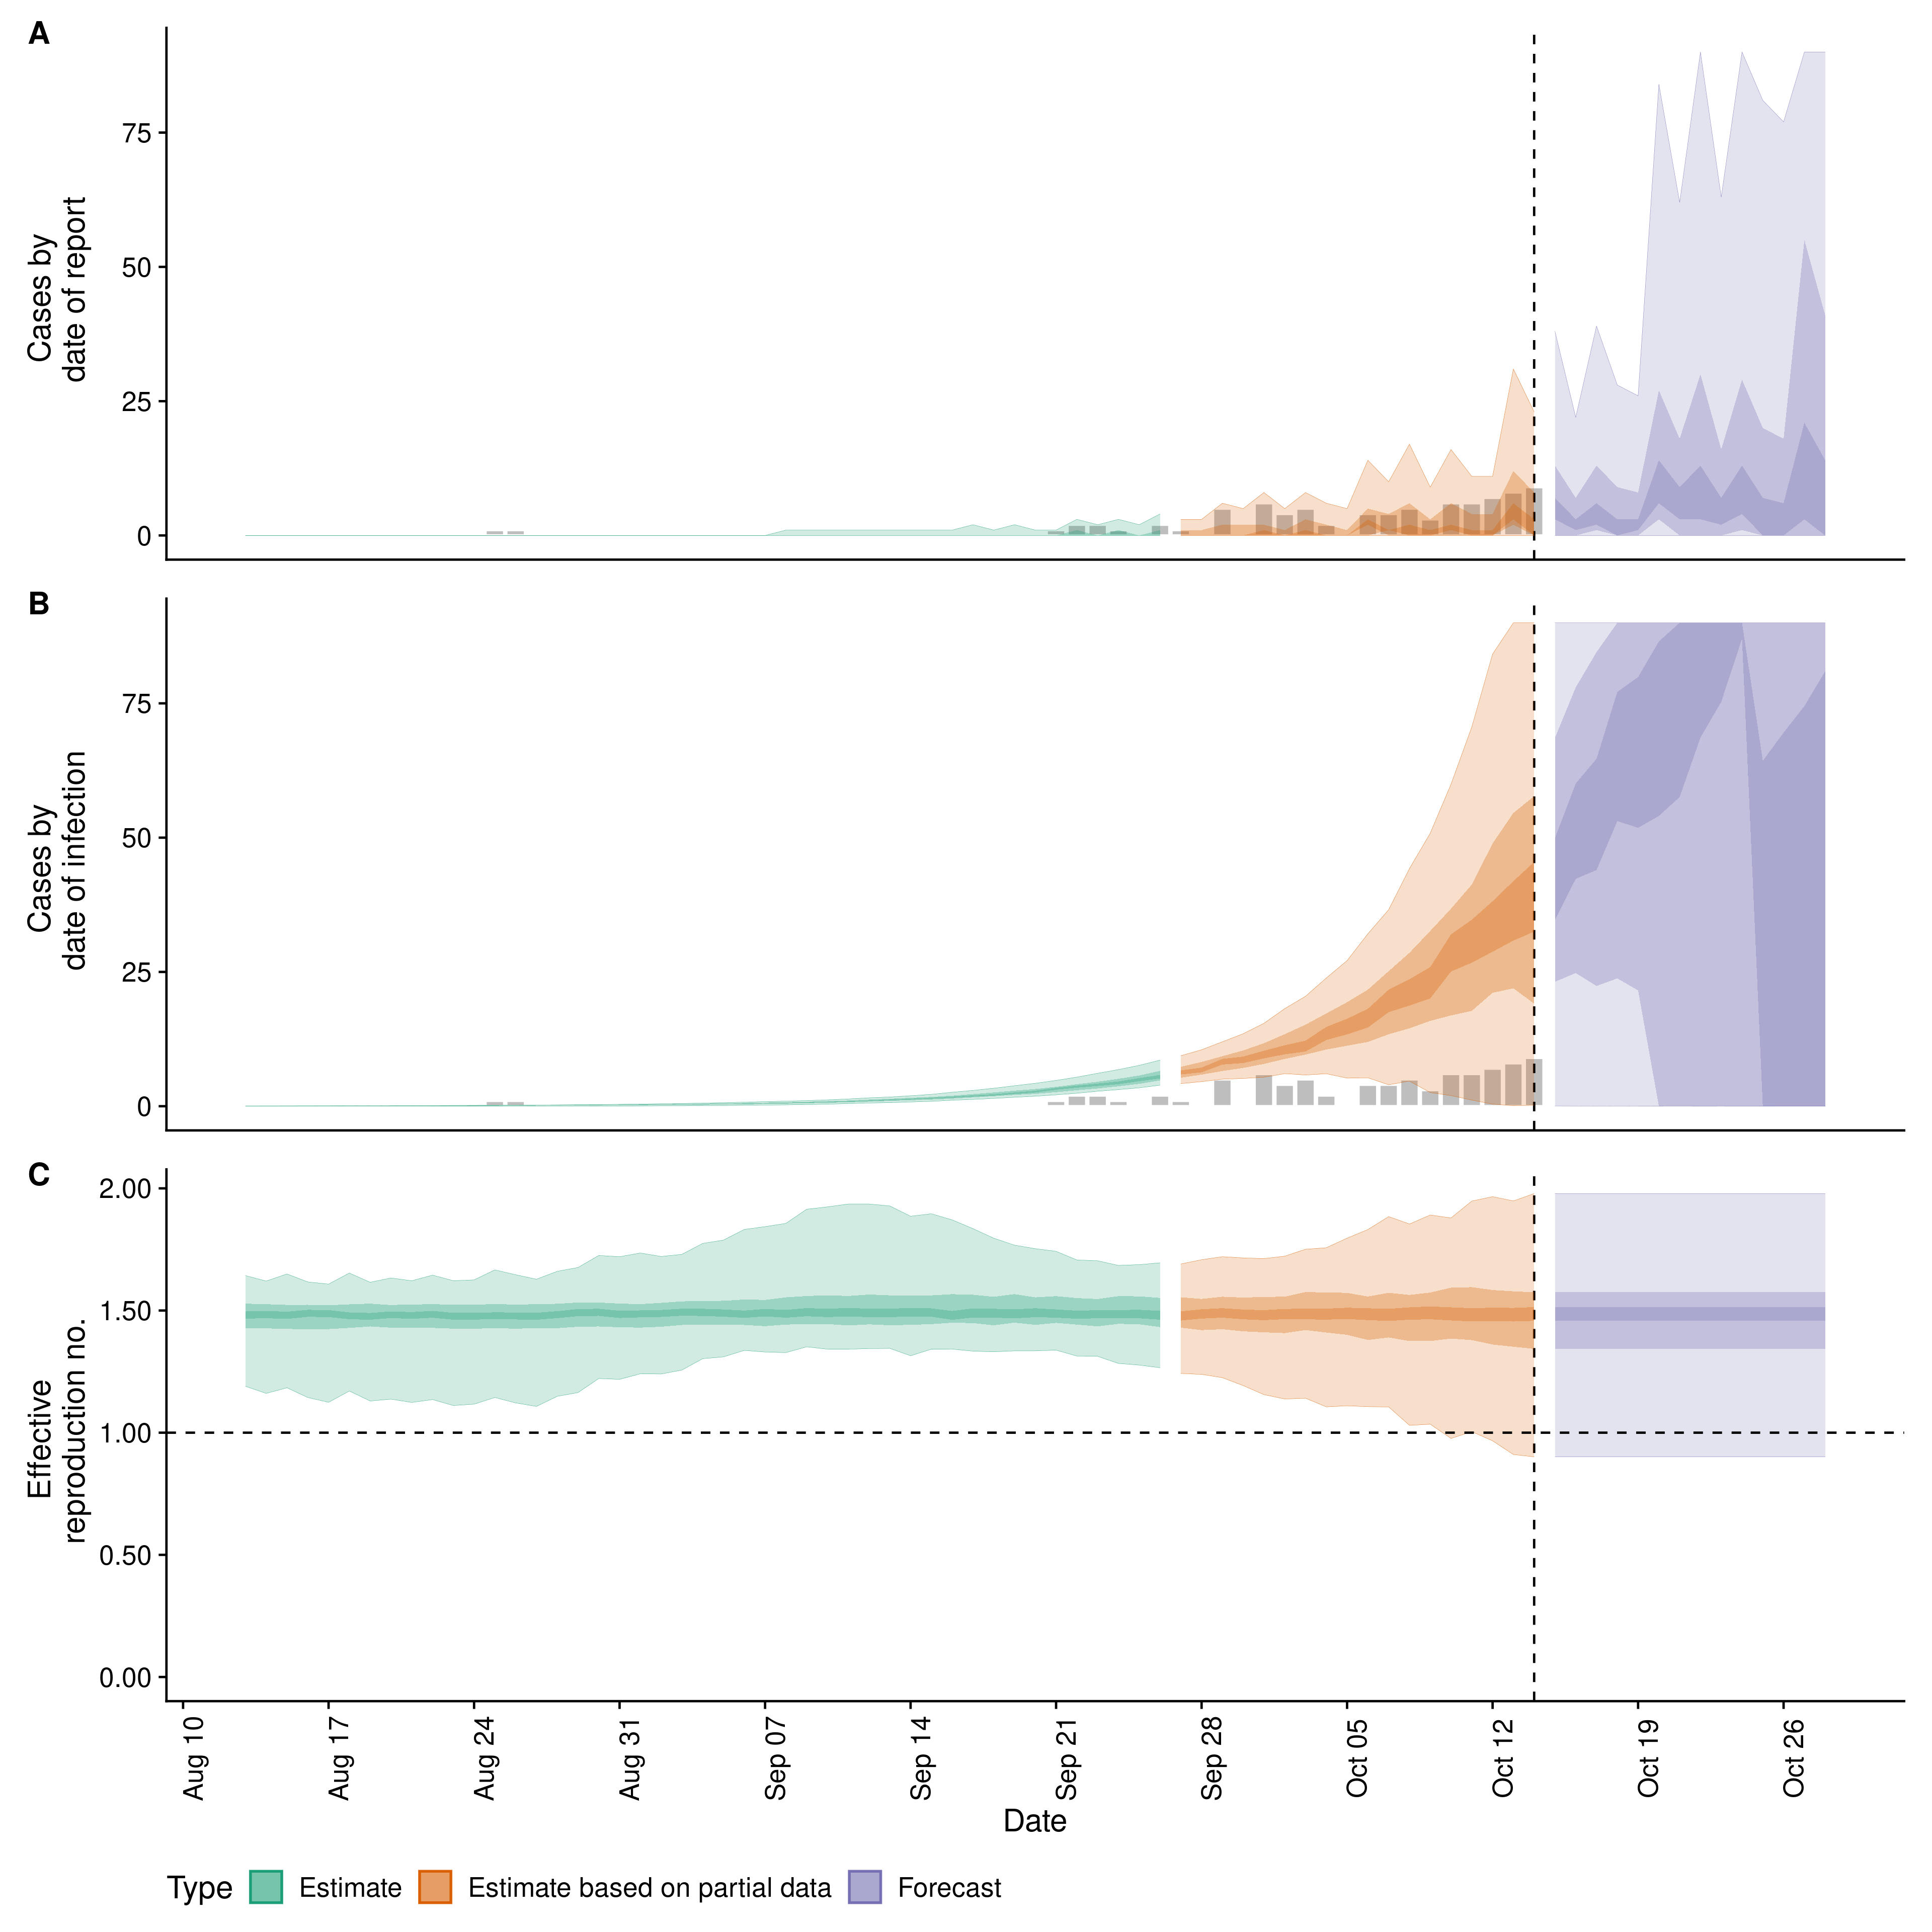 A
Cases by
date of report
75
50
25
0
B
Cases by
date of infection
75
50
25
0
C
Effective
reproduction no.
2.00
1.50
1.00
0.50
0.00
Aug 10
Aug 17
Aug 24
Aug 31
Sep 07
Sep 14
Sep 21
Sep 28
Oct 05
Oct 12
Oct 19
Oct 26
Date
Type Estimate Estimate based on partial data Forecast